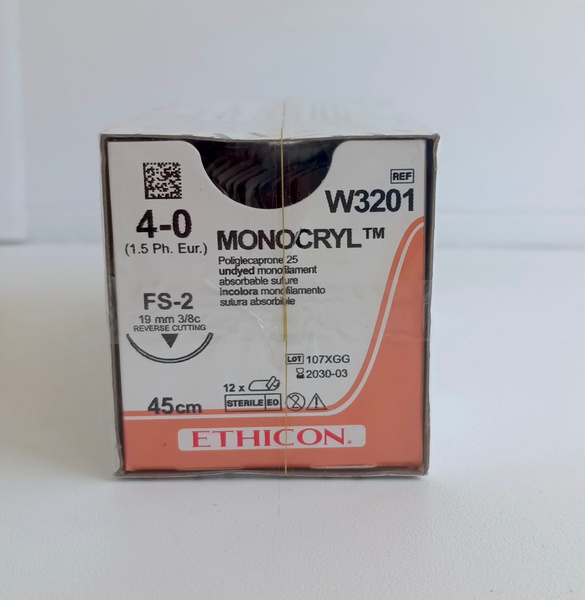 REF
W3201
4-0
(1.5 Ph. Eur.)
MONOCRYL™
Poliglecaprone 25
undyed monofilament
absorbable suture
incolora monofilamento
sutura absorbible
FS-2
19 mm 3/8c
REVERSE CUTTING
LOT 107XGG
2030-03
12 x
STERILE EO
45cm
ETHICON®